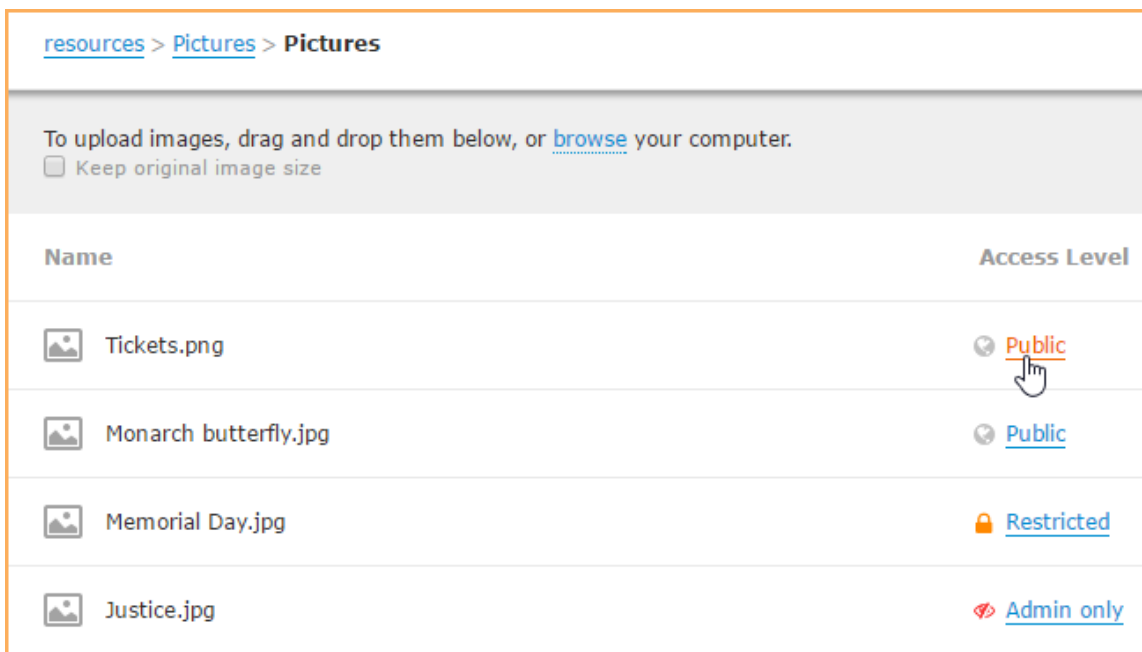 resources > Pictures > Pictures
To upload images, drag and drop them below, or browse your computer.
Keep original image size
Name Access Level
Tickets.png Public
Monarch butterfly.jpg Public
Memorial Day.jpg Restricted
Justice.jpg Admin only